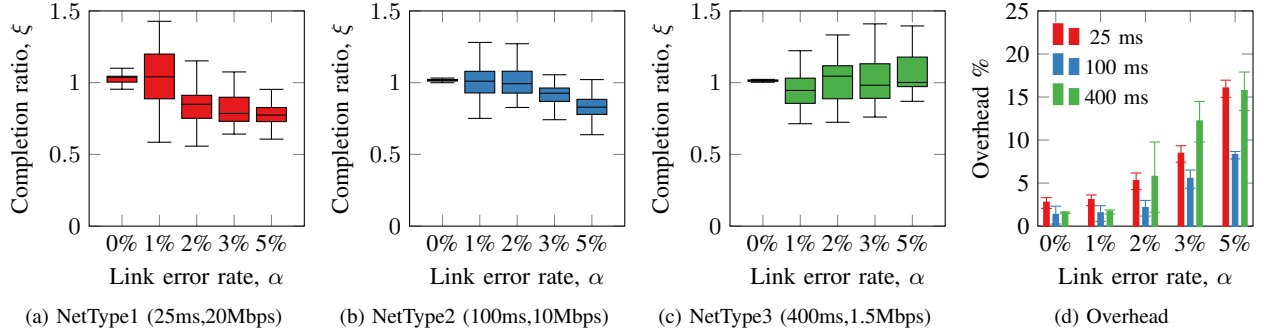 Completion ratio, ξ
1.5
1
0.5
0
0% 1% 2% 3% 5%
Link error rate, α
(a) NetType1 (25ms,20Mbps)
Completion ratio, ξ
1.5
1
0.5
0
0% 1% 2% 3% 5%
Link error rate, α
(b) NetType2 (100ms,10Mbps)
Completion ratio, ξ
1.5
1
0.5
0
0% 1% 2% 3% 5%
Link error rate, α
(c) NetType3 (400ms,1.5Mbps)
Overhead %
25
20
15
10
5
0
25 ms
100 ms
400 ms
0% 1% 2% 3% 5%
Link error rate, α
(d) Overhead